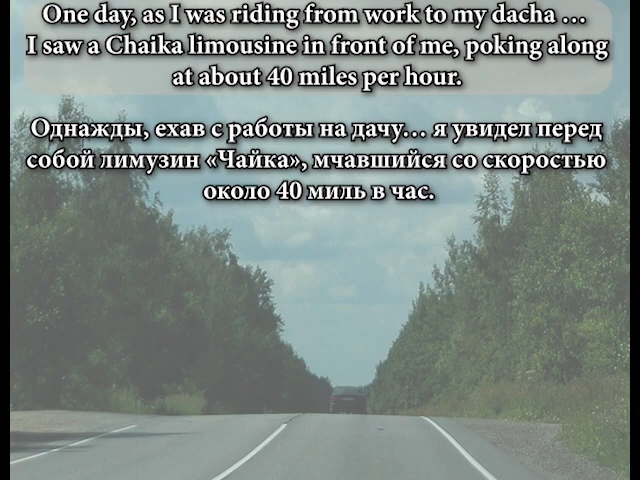 One day, as I was riding from work to my dacha …
I saw a Chaika limousine in front of me, poking along
at about 40 miles per hour.
Однажды, ехав с работы на дачу… я увидел перед
собой лимузин «Чайка», мчавшийся со скоростью
около 40 миль в час.